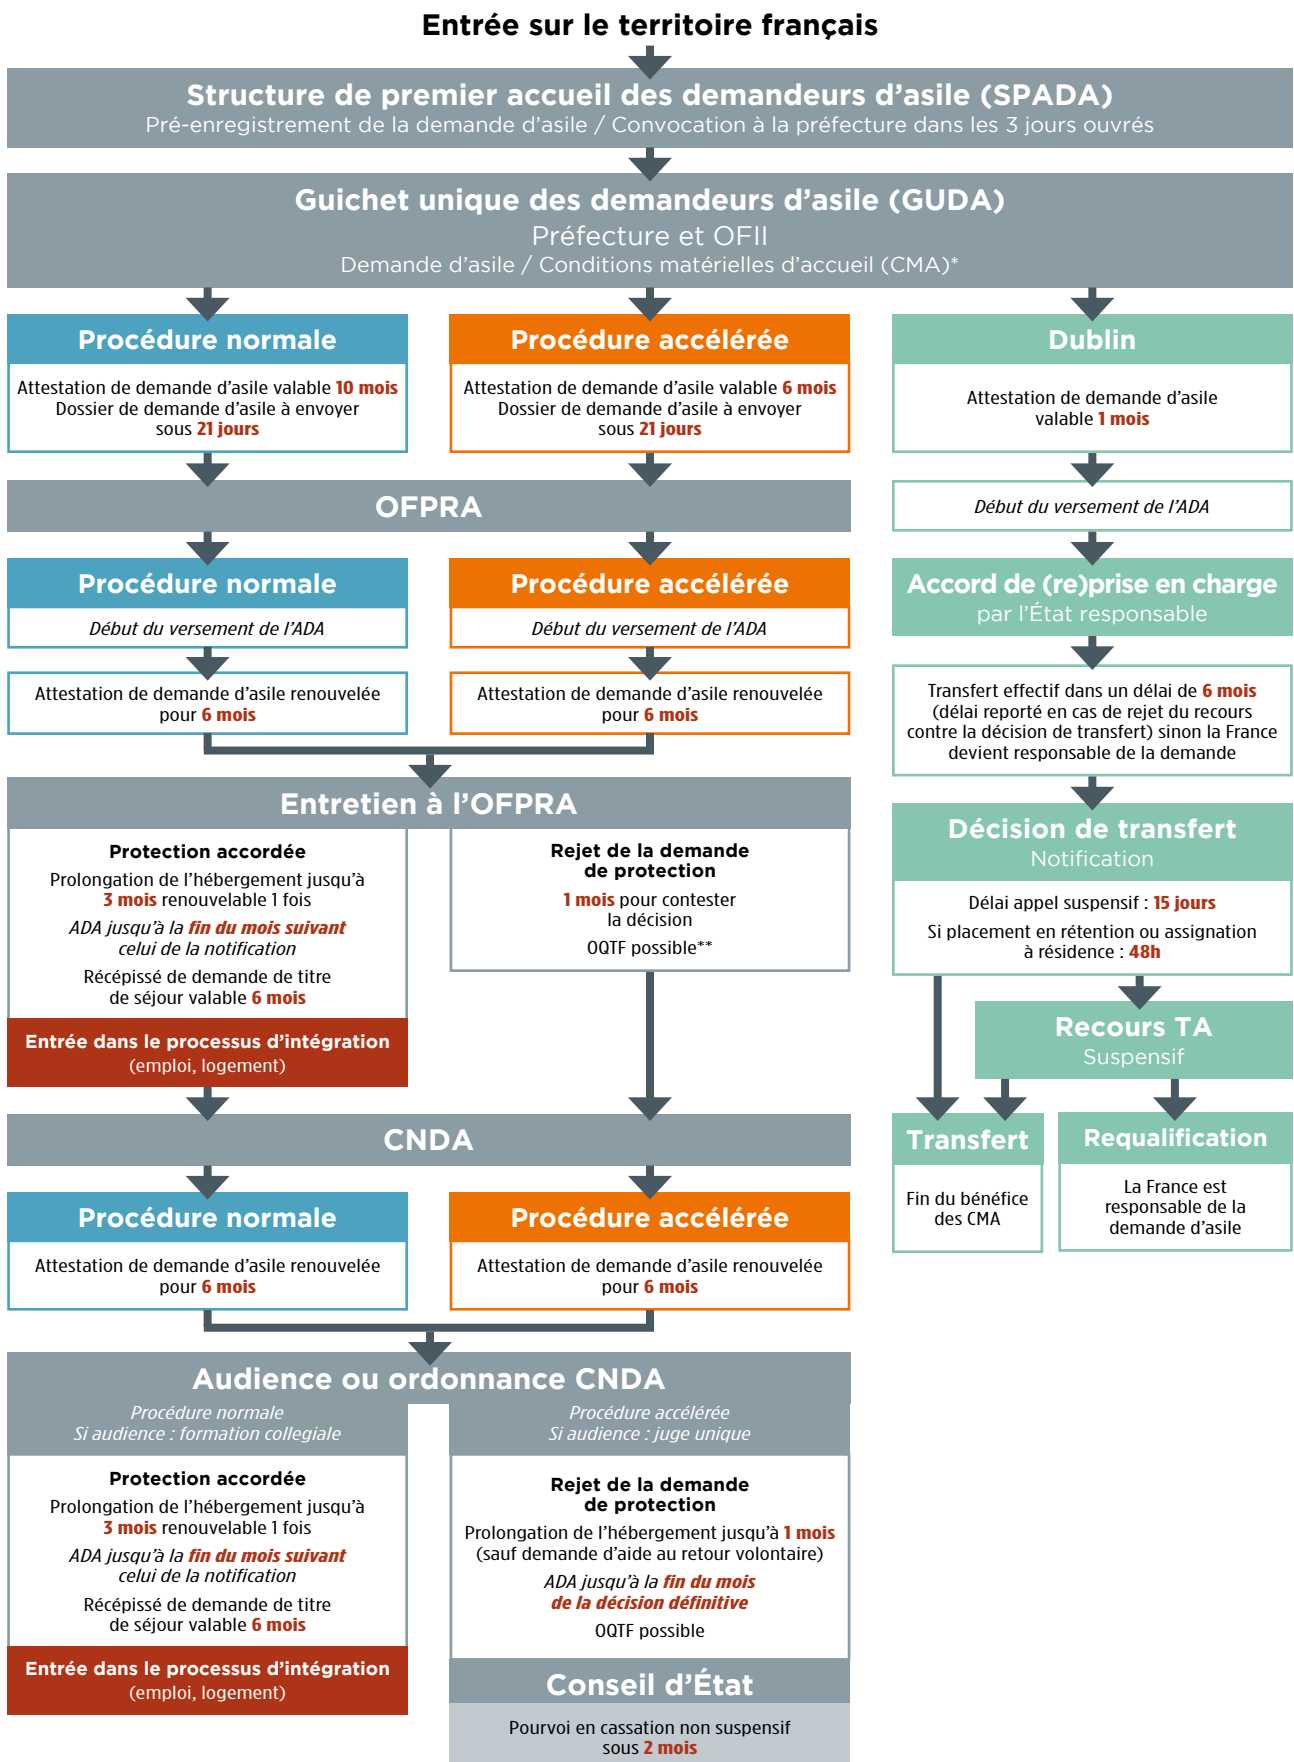 Entrée sur le territoire français
Structure de premier accueil des demandeurs d'asile (SPADA)
Pré-enregistrement de la demande d'asile / Convocation à la préfecture dans les 3 jours ouvrés
Guichet unique des demandeurs d'asile (GUDA)
Préfecture et OFII
Demande d'asile / Conditions matérielles d'accueil (CMA)*
Procédure normale
Attestation de demande d'asile valable 10 mois
Dossier de demande d'asile à envoyer
sous 21 jours
Procédure accélérée
Attestation de demande d'asile valable 6 mois
Dossier de demande d'asile à envoyer
sous 21 jours
Dublin
Attestation de demande d'asile
valable 1 mois
OFPRA
Début du versement de l'ADA
Procédure normale
Début du versement de l'ADA
Attestation de demande d'asile renouvelée
pour 6 mois
Procédure accélérée
Début du versement de l'ADA
Attestation de demande d'asile renouvelée
pour 6 mois
Accord de (re)prise en charge
par l'État responsable
Transfert effectif dans un délai de 6 mois
(délai reporté en cas de rejet du recours
contre la décision de transfert) sinon la France
devient responsable de la demande
Entretien à l'OFPRA
Protection accordée
Prolongation de l'hébergement jusqu'à
3 mois renouvelable 1 fois
ADA jusqu'à la fin du mois suivant
celui de la notification
Récépissé de demande de titre
de séjour valable 6 mois
Entrée dans le processus d'intégration
(emploi, logement)
Rejet de la demande
de protection
1 mois pour contester
la décision
OQTF possible**
Décision de transfert
Notification
Délai appel suspensif : 15 jours
Si placement en rétention ou assignation
à résidence : 48h
Recours TA
Suspensif
Transfert
Fin du bénéfice
des CMA
Requalification
La France est
responsable de la
demande d'asile
CNDA
Procédure normale
Attestation de demande d'asile renouvelée
pour 6 mois
Procédure accélérée
Attestation de demande d'asile renouvelée
pour 6 mois
Audience ou ordonnance CNDA
Procédure normale
Si audience : formation collegiale
Protection accordée
Prolongation de l'hébergement jusqu'à
3 mois renouvelable 1 fois
ADA jusqu'à la fin du mois suivant
celui de la notification
Récépissé de demande de titre
de séjour valable 6 mois
Entrée dans le processus d'intégration
(emploi, logement)
Procédure accélérée
Si audience : juge unique
Rejet de la demande
de protection
Prolongation de l'hébergement jusqu'à 1 mois
(sauf demande d'aide au retour volontaire)
ADA jusqu'à la fin du mois
de la décision définitive
OQTF possible
Conseil d'État
Pourvoi en cassation non suspensif
sous 2 mois